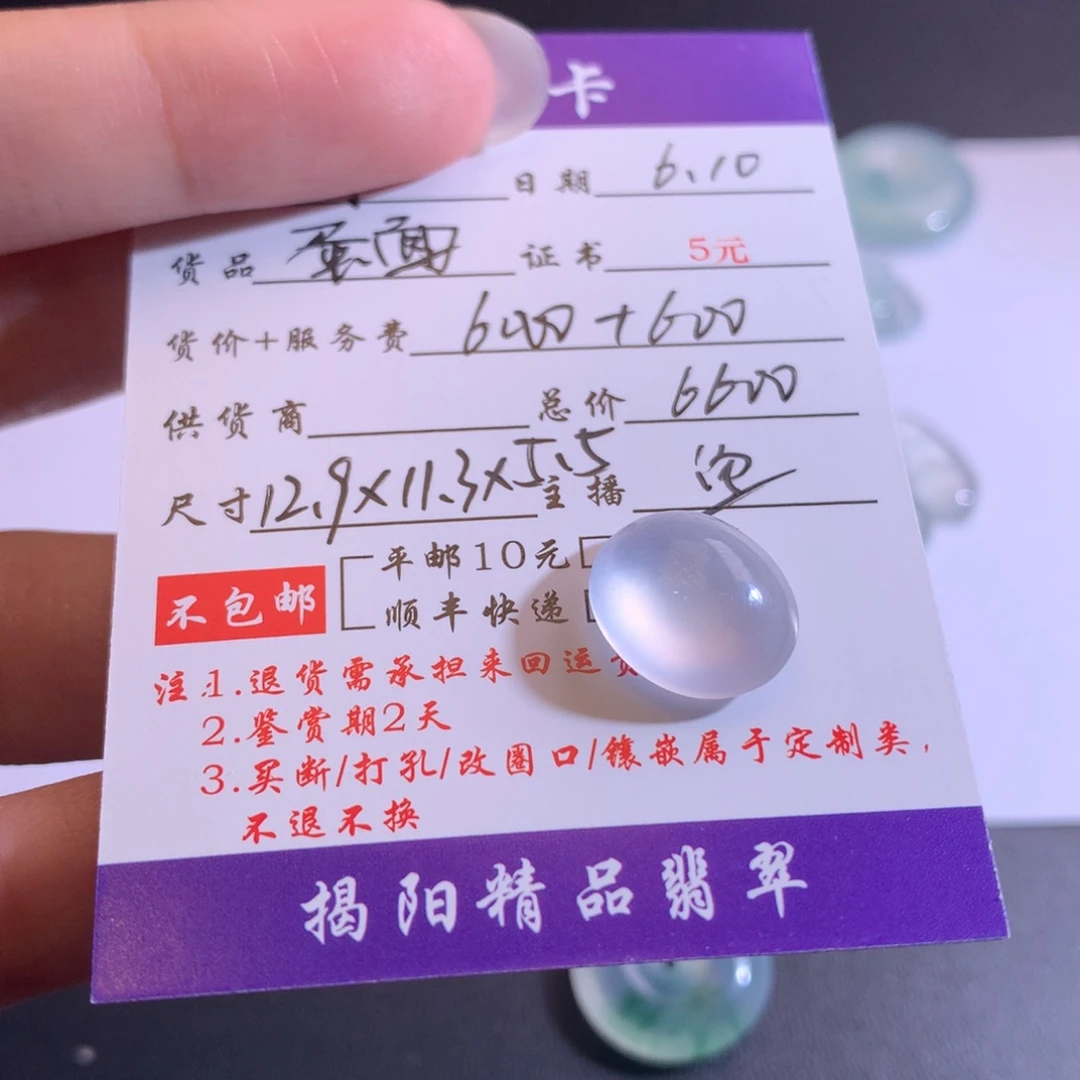 卡
日期 6.10
货品 蛋面 证书 5元
货价+服务费 6000+600
供货商 总价 6600
尺寸 12.9×11.3×5.5 主播
不包邮 平邮10元
顺丰快递
注:1.退货需承担来回运
2.鉴赏期2天
3.买断/打孔/改圈口/镶嵌属于定制类,
不退不换
揭阳精品翡翠